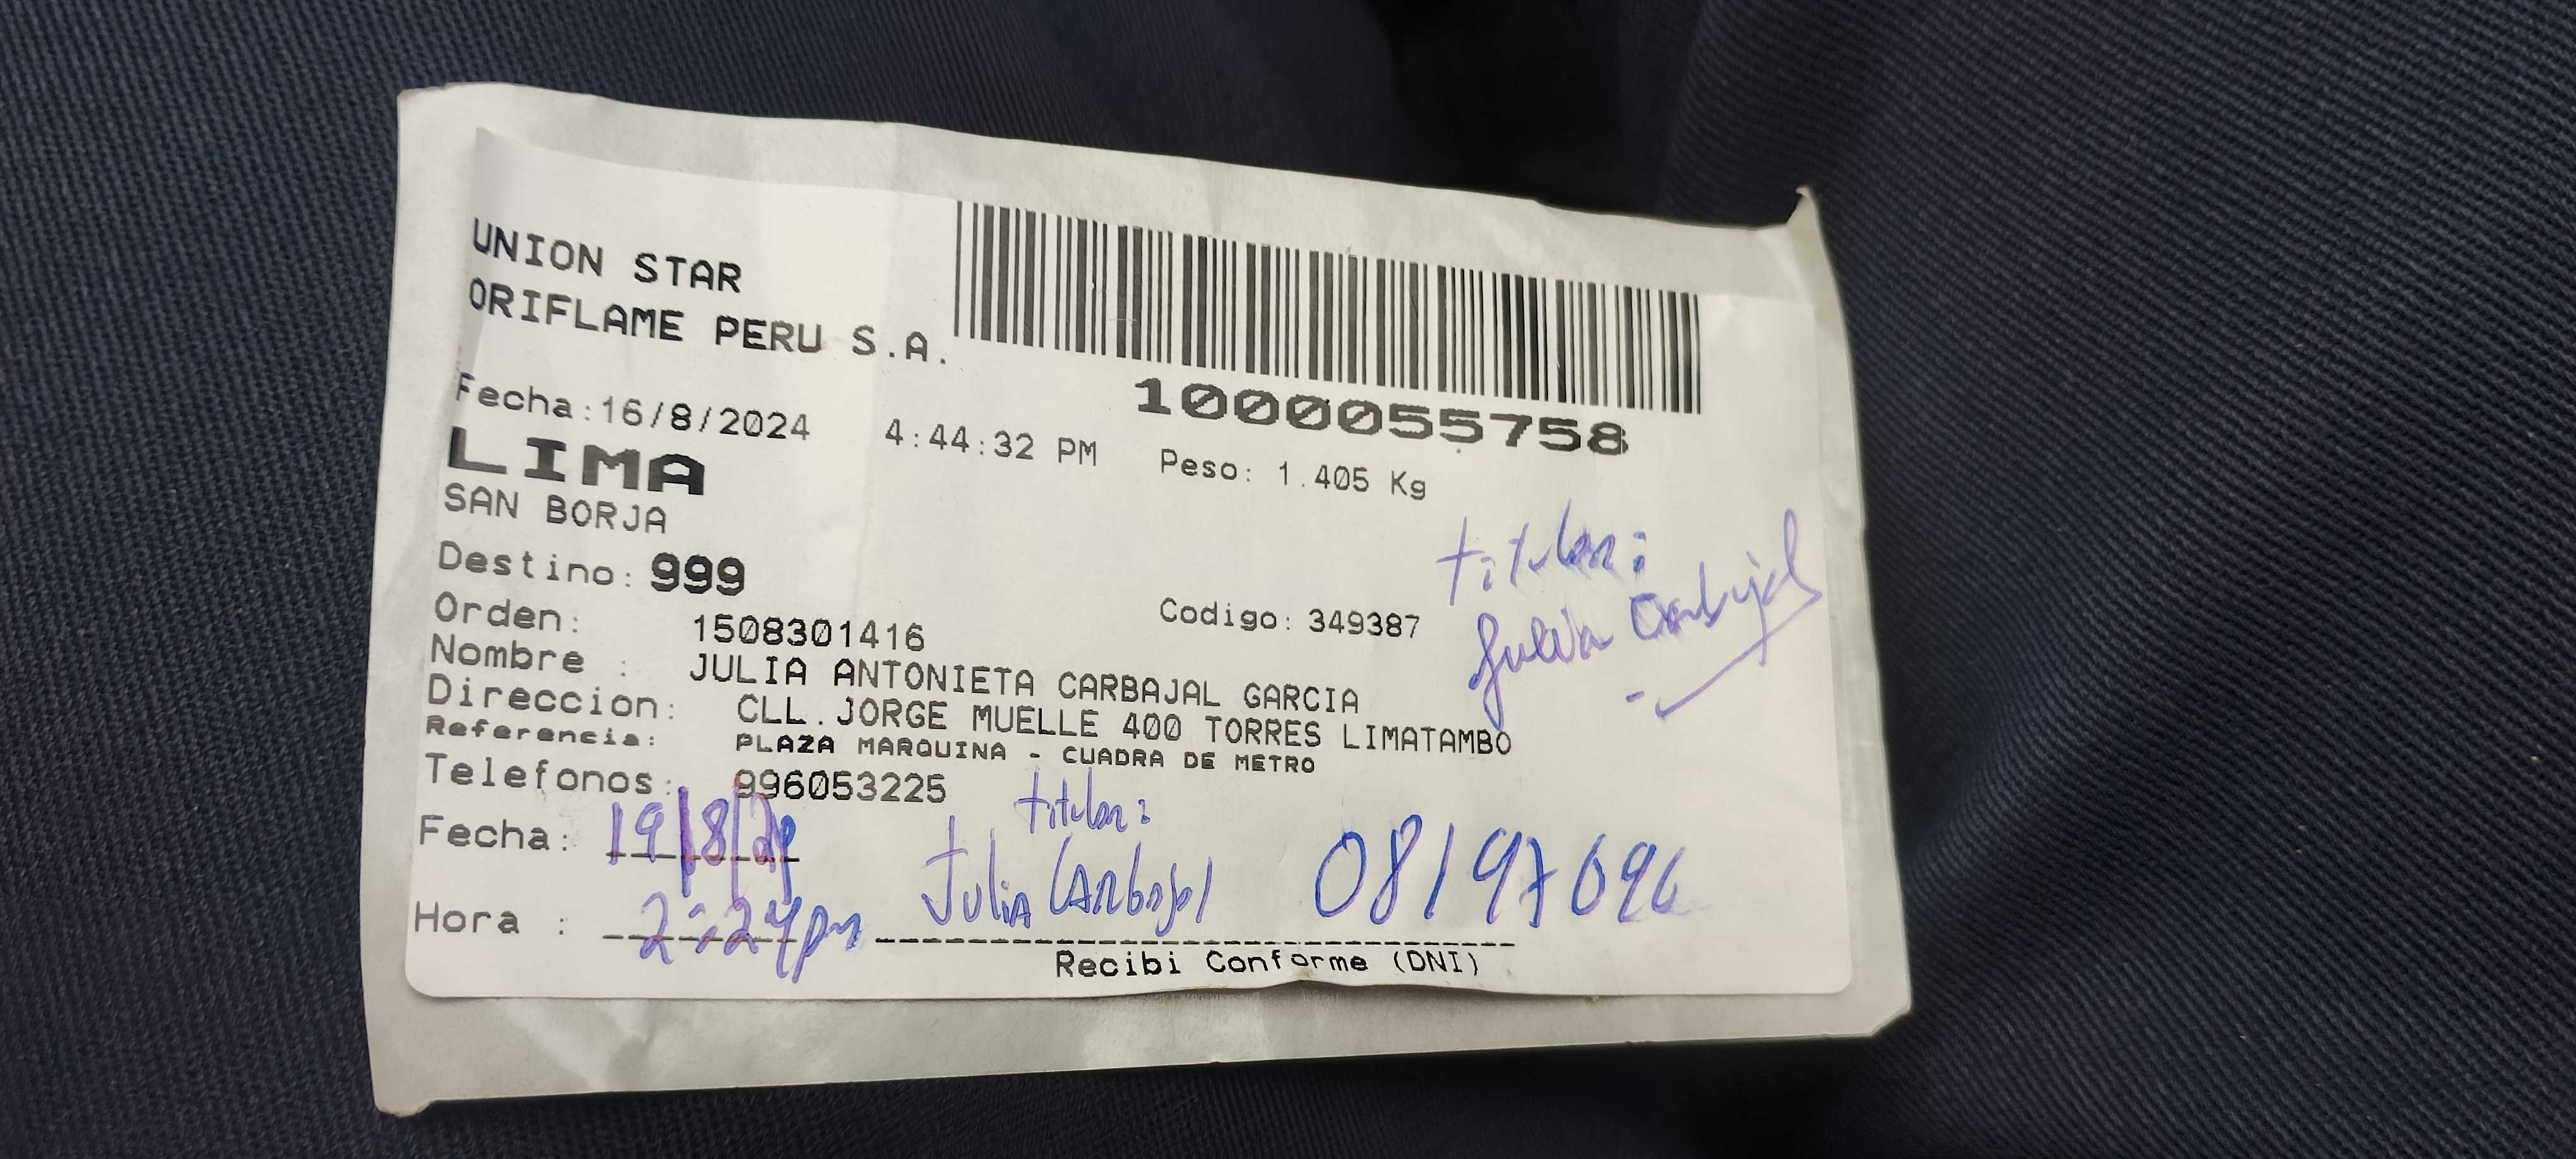 UNION STAR
ORIFLAME PERU S.A.
1000055758
Fecha:16/8/2024 4:44:32 PM Peso: 1.405 Kg
LIMA
SAN BORJA
Destino: 999
titular:
Julia Carbajal
Orden: 1508301416 Codigo: 349387
Nombre : JULIA ANTONIETA CARBAJAL GARCIA
Direccion: CLL.JORGE MUELLE 400 TORRES LIMATAMBO
Referencia: PLAZA MARQUINA - CUADRA DE METRO
Telefonos: 996053225
titular:
Fecha: 19/8/24
Julia Carbajal 08197696
Hora : 2:24pm
Recibi Conforme (DNI)